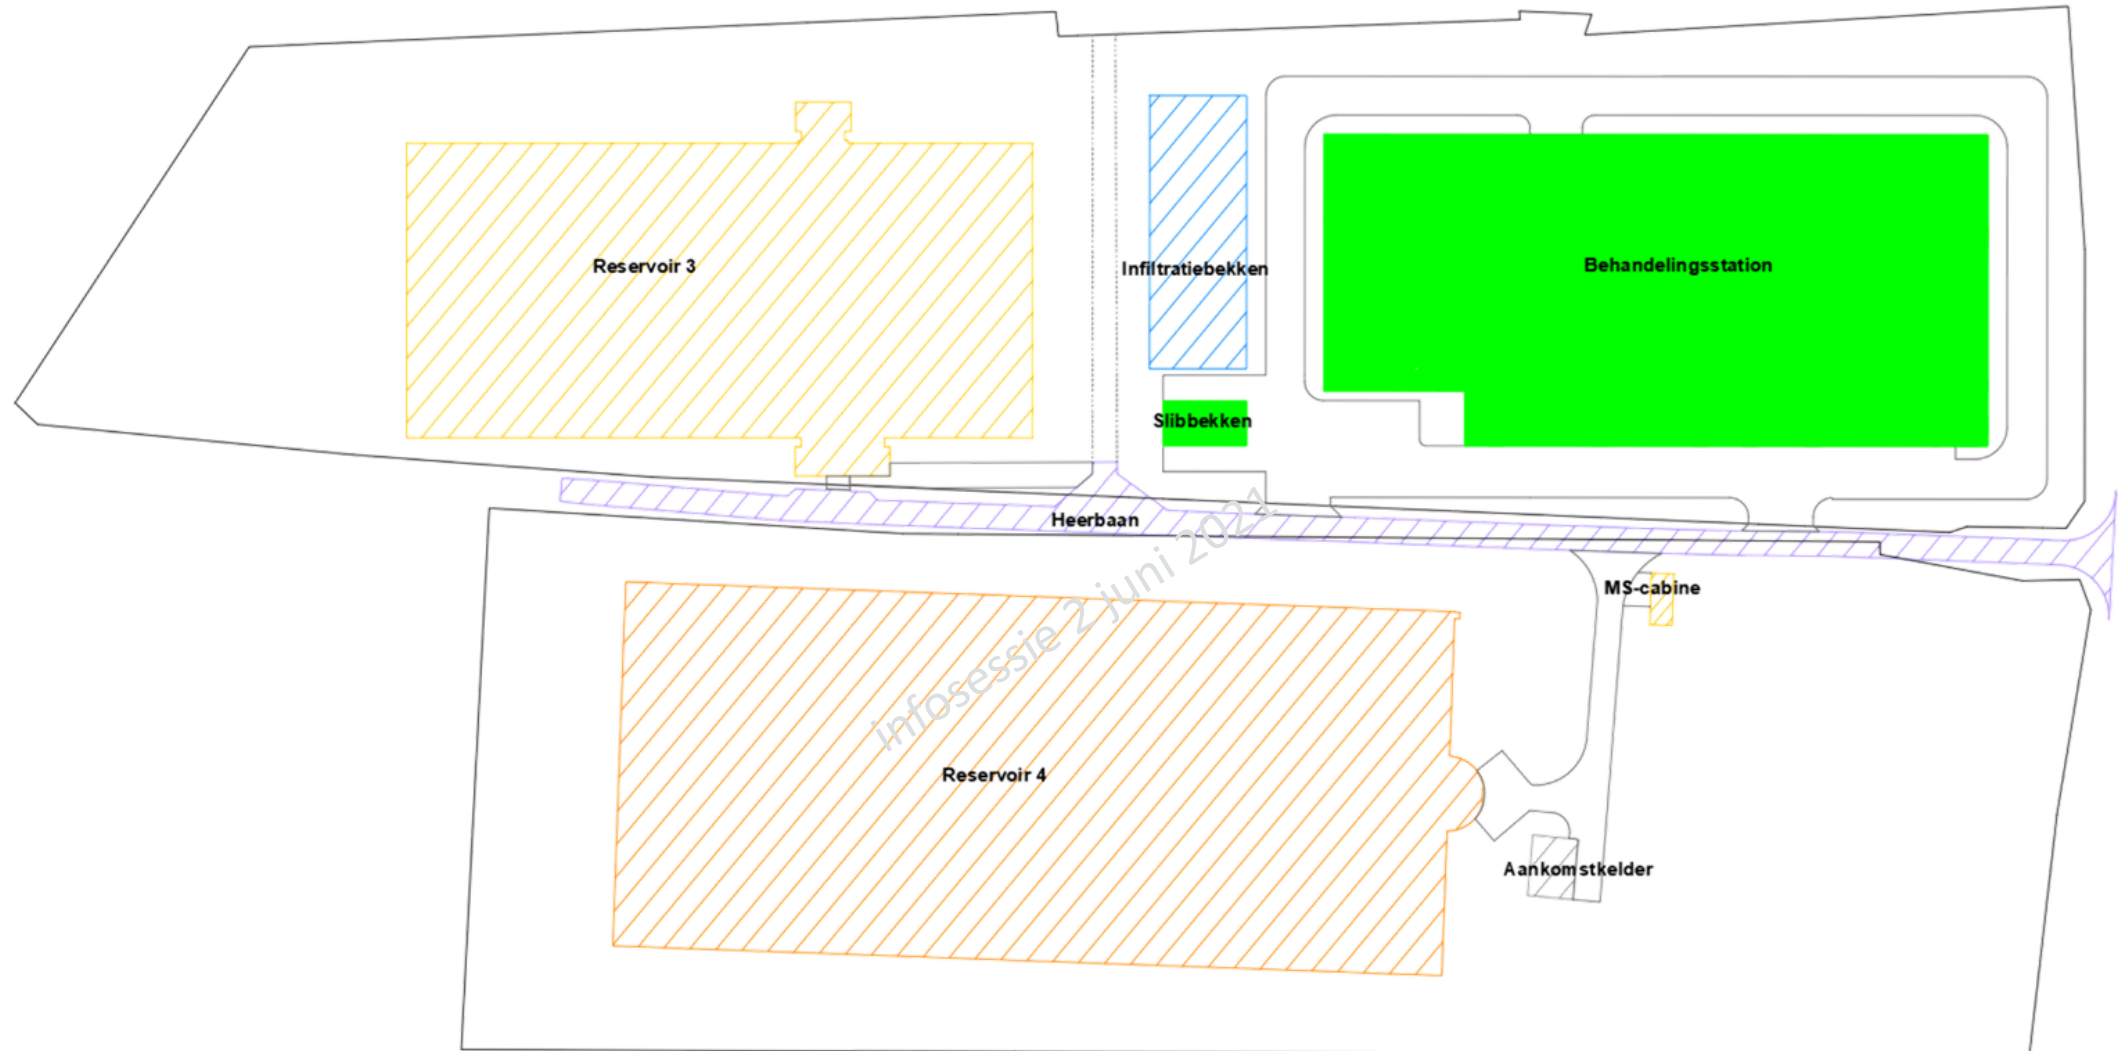 Reservoir 3
Infiltratiebekken
Behandelingsstation
Slibbekken
Heerbaan
MS-cabine
infosessie 2 juni 2021
Reservoir 4
Aankomstkelder